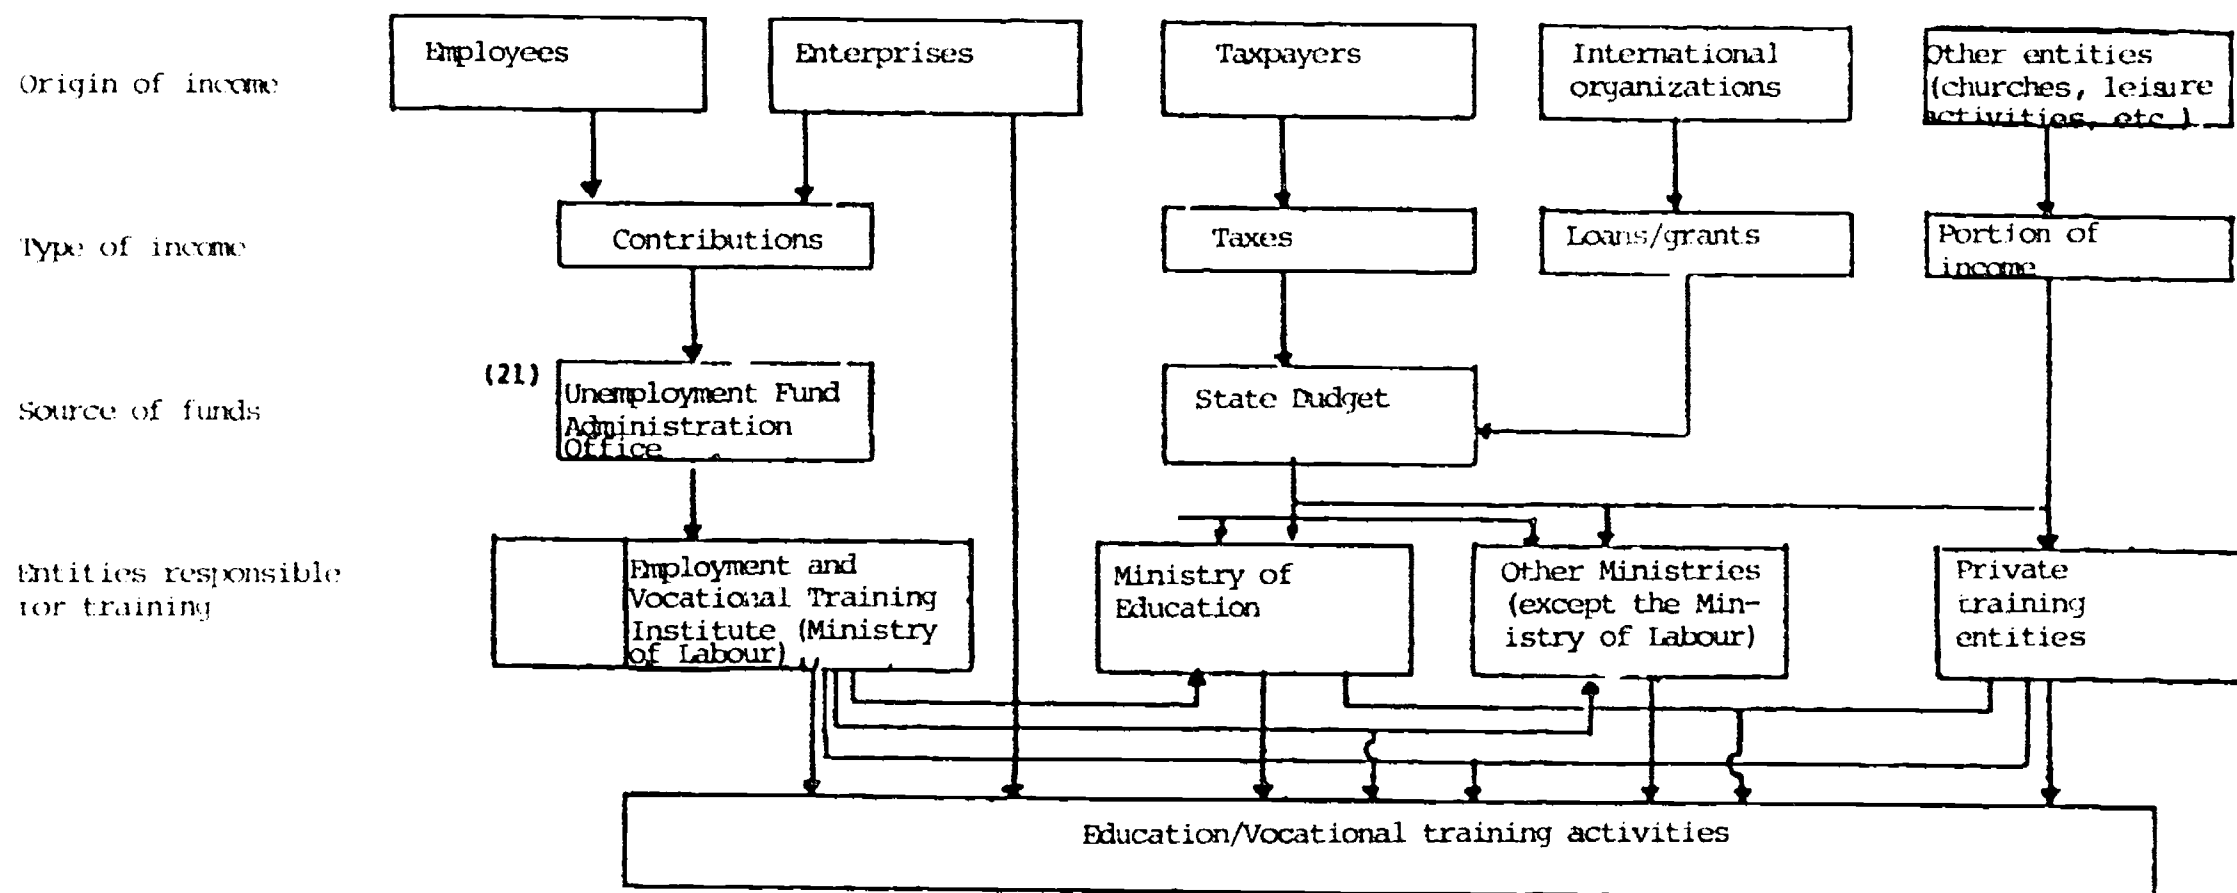 Origin of income
Employees
Enterprises
Taxpayers
International
organizations
Other entities
(churches, leisure
activities, etc.)
Type of income
Contributions
Taxes
Loans/grants
Portion of
income
Source of funds
(21)
Unemployment Fund
Administration
Office
State Budget
Entities responsible
for training
Employment and
Vocational Training
Institute (Ministry
of Labour)
Ministry of
Education
Other Ministries
(except the Min-
istry of Labour)
Private
training
entities
Education/Vocational training activities